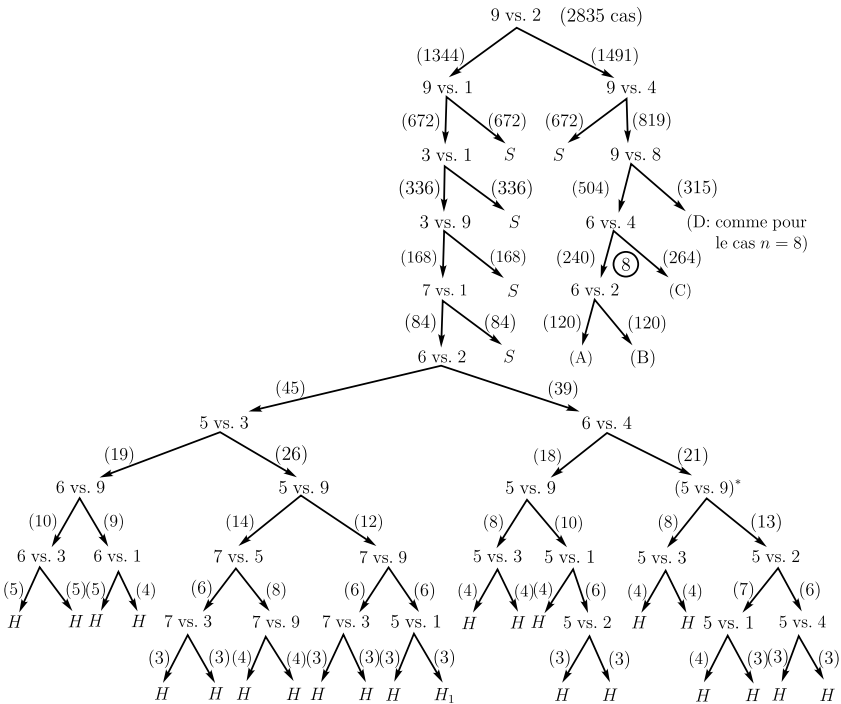 9 vs. 2 (2835 cas)
(1344) (1491)
9 vs. 1 9 vs. 4
(672) (672) (672) (819)
3 vs. 1 S S 9 vs. 8
(336) (336) (504) (315)
3 vs. 9 S 6 vs. 4 (D: comme pour
le cas n = 8)
(168) (168) (240) 8 (264)
7 vs. 1 S 6 vs. 2 (C)
(84) (84) (120) (120)
6 vs. 2 S (A) (B)
(45) (39)
5 vs. 3 6 vs. 4
(19) (26) (18) (21)
6 vs. 9 5 vs. 9 5 vs. 9 (5 vs. 9)*
(10) (9) (14) (12) (8) (10) (8) (13)
6 vs. 3 6 vs. 1 7 vs. 5 7 vs. 9 5 vs. 3 5 vs. 1 5 vs. 3 5 vs. 2
(5) (5) (5) (4) (6) (8) (6) (6) (4) (4) (4) (6) (4) (4) (7) (6)
H H H H 7 vs. 3 7 vs. 9 7 vs. 3 5 vs. 1 H H H 5 vs. 2 H H 5 vs. 1 5 vs. 4
(3) (3) (4) (4) (3) (3) (3) (3) (3) (3) (4) (3) (3) (3)
H H H H H H H H₁ H H H H H H